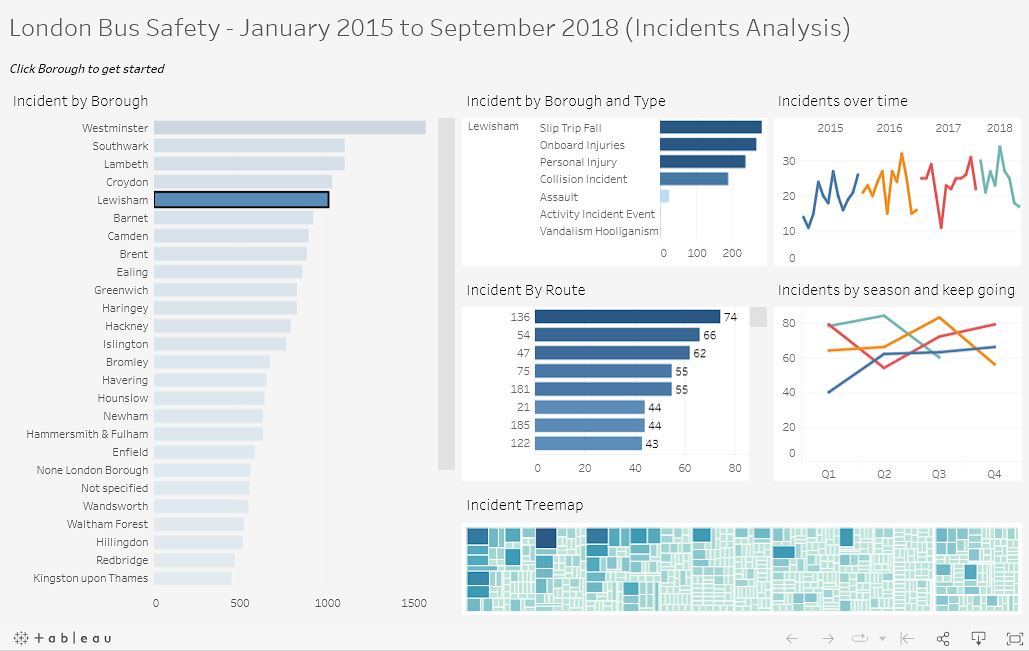 London Bus Safety - January 2015 to September 2018 (Incidents Analysis)
Click Borough to get started
Incident by Borough
Westminster
Southwark
Lambeth
Croydon
Lewisham
Barnet
Camden
Brent
Ealing
Greenwich
Haringey
Hackney
Islington
Bromley
Havering
Hounslow
Newham
Hammersmith & Fulham
Enfield
None London Borough
Not specified
Wandsworth
Waltham Forest
Hillingdon
Redbridge
Kingston upon Thames
0 500 1000 1500
Incident by Borough and Type
Lewisham
Slip Trip Fall
Onboard Injuries
Personal Injury
Collision Incident
Assault
Activity Incident Event
Vandalism Hooliganism
0 100 200
Incidents over time
2015 2016 2017 2018
30
20
10
0
Incident By Route
136 74
54 66
47 62
75 55
181 55
21 44
185 44
122 43
0 20 40 60 80
Incidents by season and keep going
80
60
40
20
0
Q1 Q2 Q3 Q4
Incident Treemap
+ableau